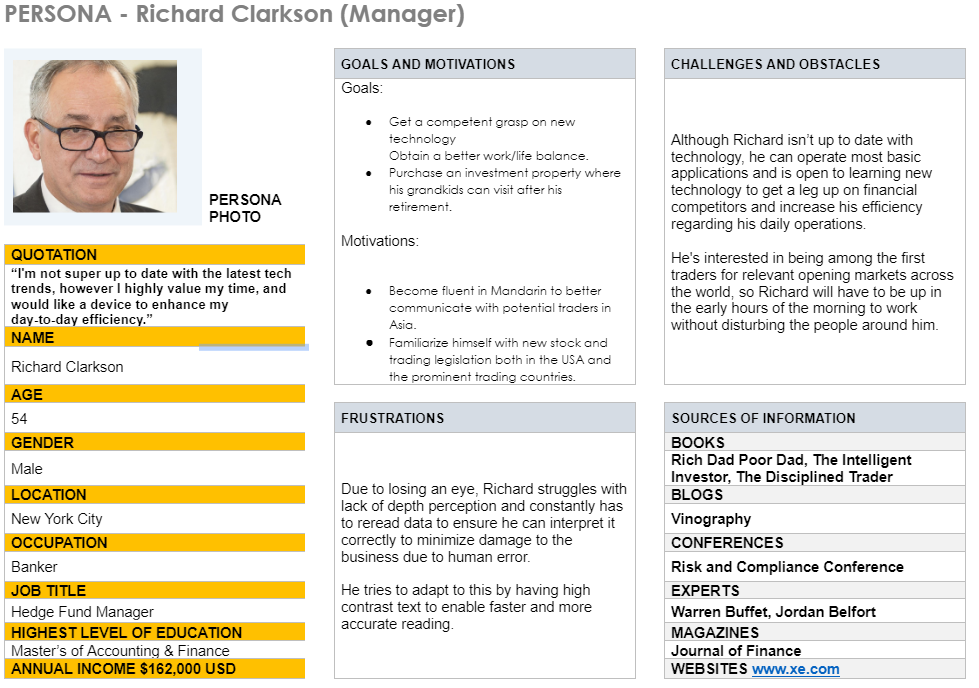 PERSONA - Richard Clarkson (Manager)
PERSONA
PHOTO
QUOTATION
“I'm not super up to date with the latest tech
trends, however I highly value my time, and
would like a device to enhance my
day-to-day efficiency.”
NAME
Richard Clarkson
AGE
54
GENDER
Male
LOCATION
New York City
OCCUPATION
Banker
JOB TITLE
Hedge Fund Manager
HIGHEST LEVEL OF EDUCATION
Master’s of Accounting & Finance
ANNUAL INCOME $162,000 USD
GOALS AND MOTIVATIONS
Goals:
● Get a competent grasp on new
technology
Obtain a better work/life balance.
● Purchase an investment property where
his grandkids can visit after his
retirement.
Motivations:
● Become fluent in Mandarin to better
communicate with potential traders in
Asia.
● Familiarize himself with new stock and
trading legislation both in the USA and
the prominent trading countries.
FRUSTRATIONS
Due to losing an eye, Richard struggles with
lack of depth perception and constantly has
to reread data to ensure he can interpret it
correctly to minimize damage to the
business due to human error.
He tries to adapt to this by having high
contrast text to enable faster and more
accurate reading.
CHALLENGES AND OBSTACLES
Although Richard isn’t up to date with
technology, he can operate most basic
applications and is open to learning new
technology to get a leg up on financial
competitors and increase his efficiency
regarding his daily operations.
He's interested in being among the first
traders for relevant opening markets across
the world, so Richard will have to be up in
the early hours of the morning to work
without disturbing the people around him.
SOURCES OF INFORMATION
BOOKS
Rich Dad Poor Dad, The Intelligent
Investor, The Disciplined Trader
BLOGS
Vinography
CONFERENCES
Risk and Compliance Conference
EXPERTS
Warren Buffet, Jordan Belfort
MAGAZINES
Journal of Finance
WEBSITES www.xe.com